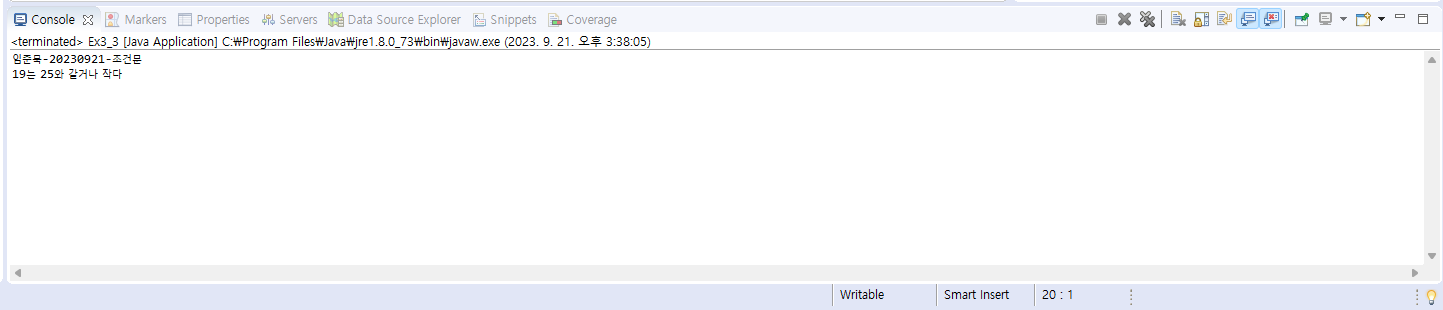 Console Markers Properties Servers Data Source Explorer Snippets Coverage
<terminated> Ex3_3 [Java Application] C:₩Program Files₩Java₩jre1.8.0_73₩bin₩javaw.exe (2023. 9. 21. 오후 3:38:05)
임준목-20230921-조건문
19는 25와 같거나 작다
Writable Smart Insert 20 : 1